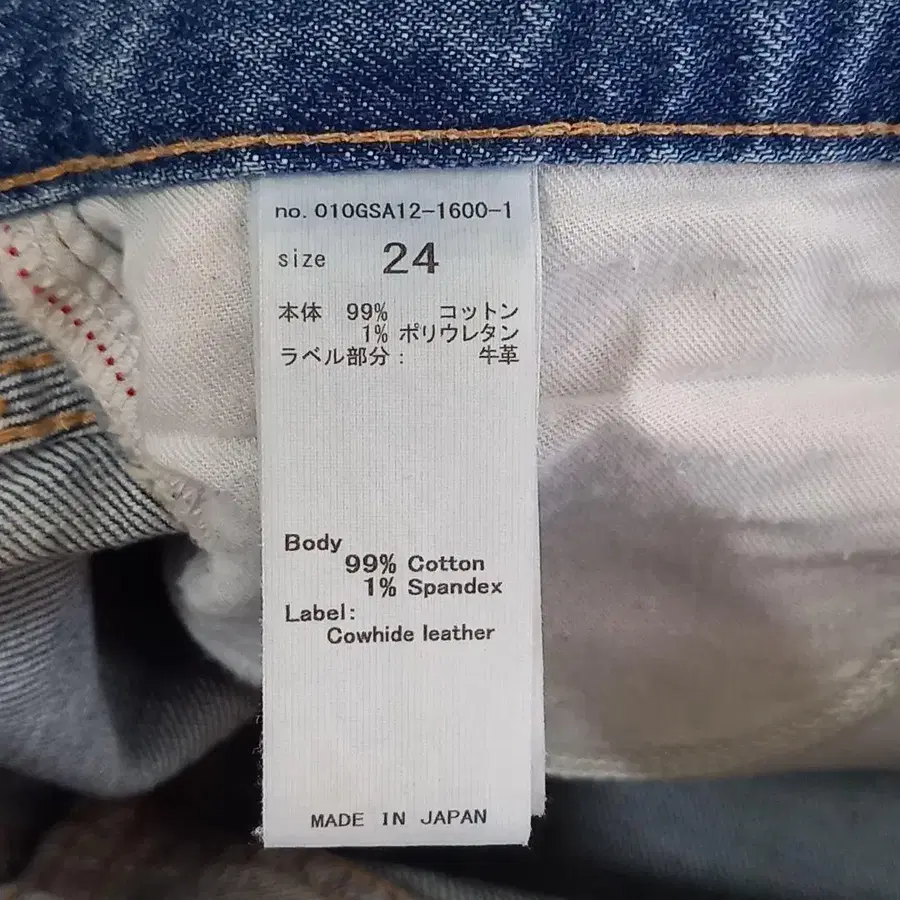 no. 010GSA12-1600-1
size 24
本体 99% コットン
1% ポリウレタン
ラベル部分: 牛革
Body
99% Cotton
1% Spandex
Label:
Cowhide leather
MADE IN JAPAN